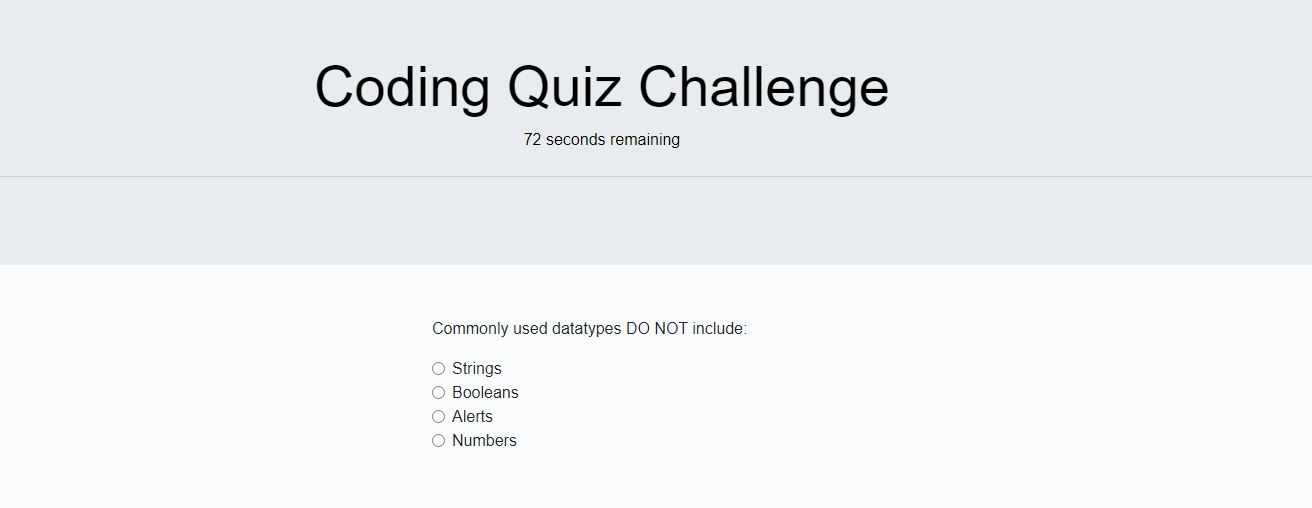 Coding Quiz Challenge
72 seconds remaining
Commonly used datatypes DO NOT include:
Strings
Booleans
Alerts
Numbers